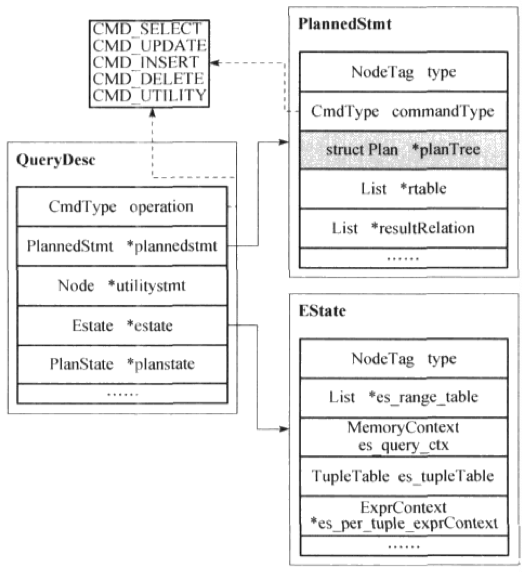 CMD_SELECT
CMD_UPDATE
CMD_INSERT
CMD_DELETE
CMD_UTILITY
QueryDesc
CmdType operation
PlannedStmt *plannedstmt
Node *utilitystmt
Estate *estate
PlanState *planstate
......
PlannedStmt
NodeTag type
CmdType commandType
struct Plan *planTree
List *rtable
List *resultRelation
......
EState
NodeTag type
List *es_range_table
MemoryContext
es_query_ctx
TupleTable es_tupleTable
ExprContext
*es_per_tuple_exprContext
......